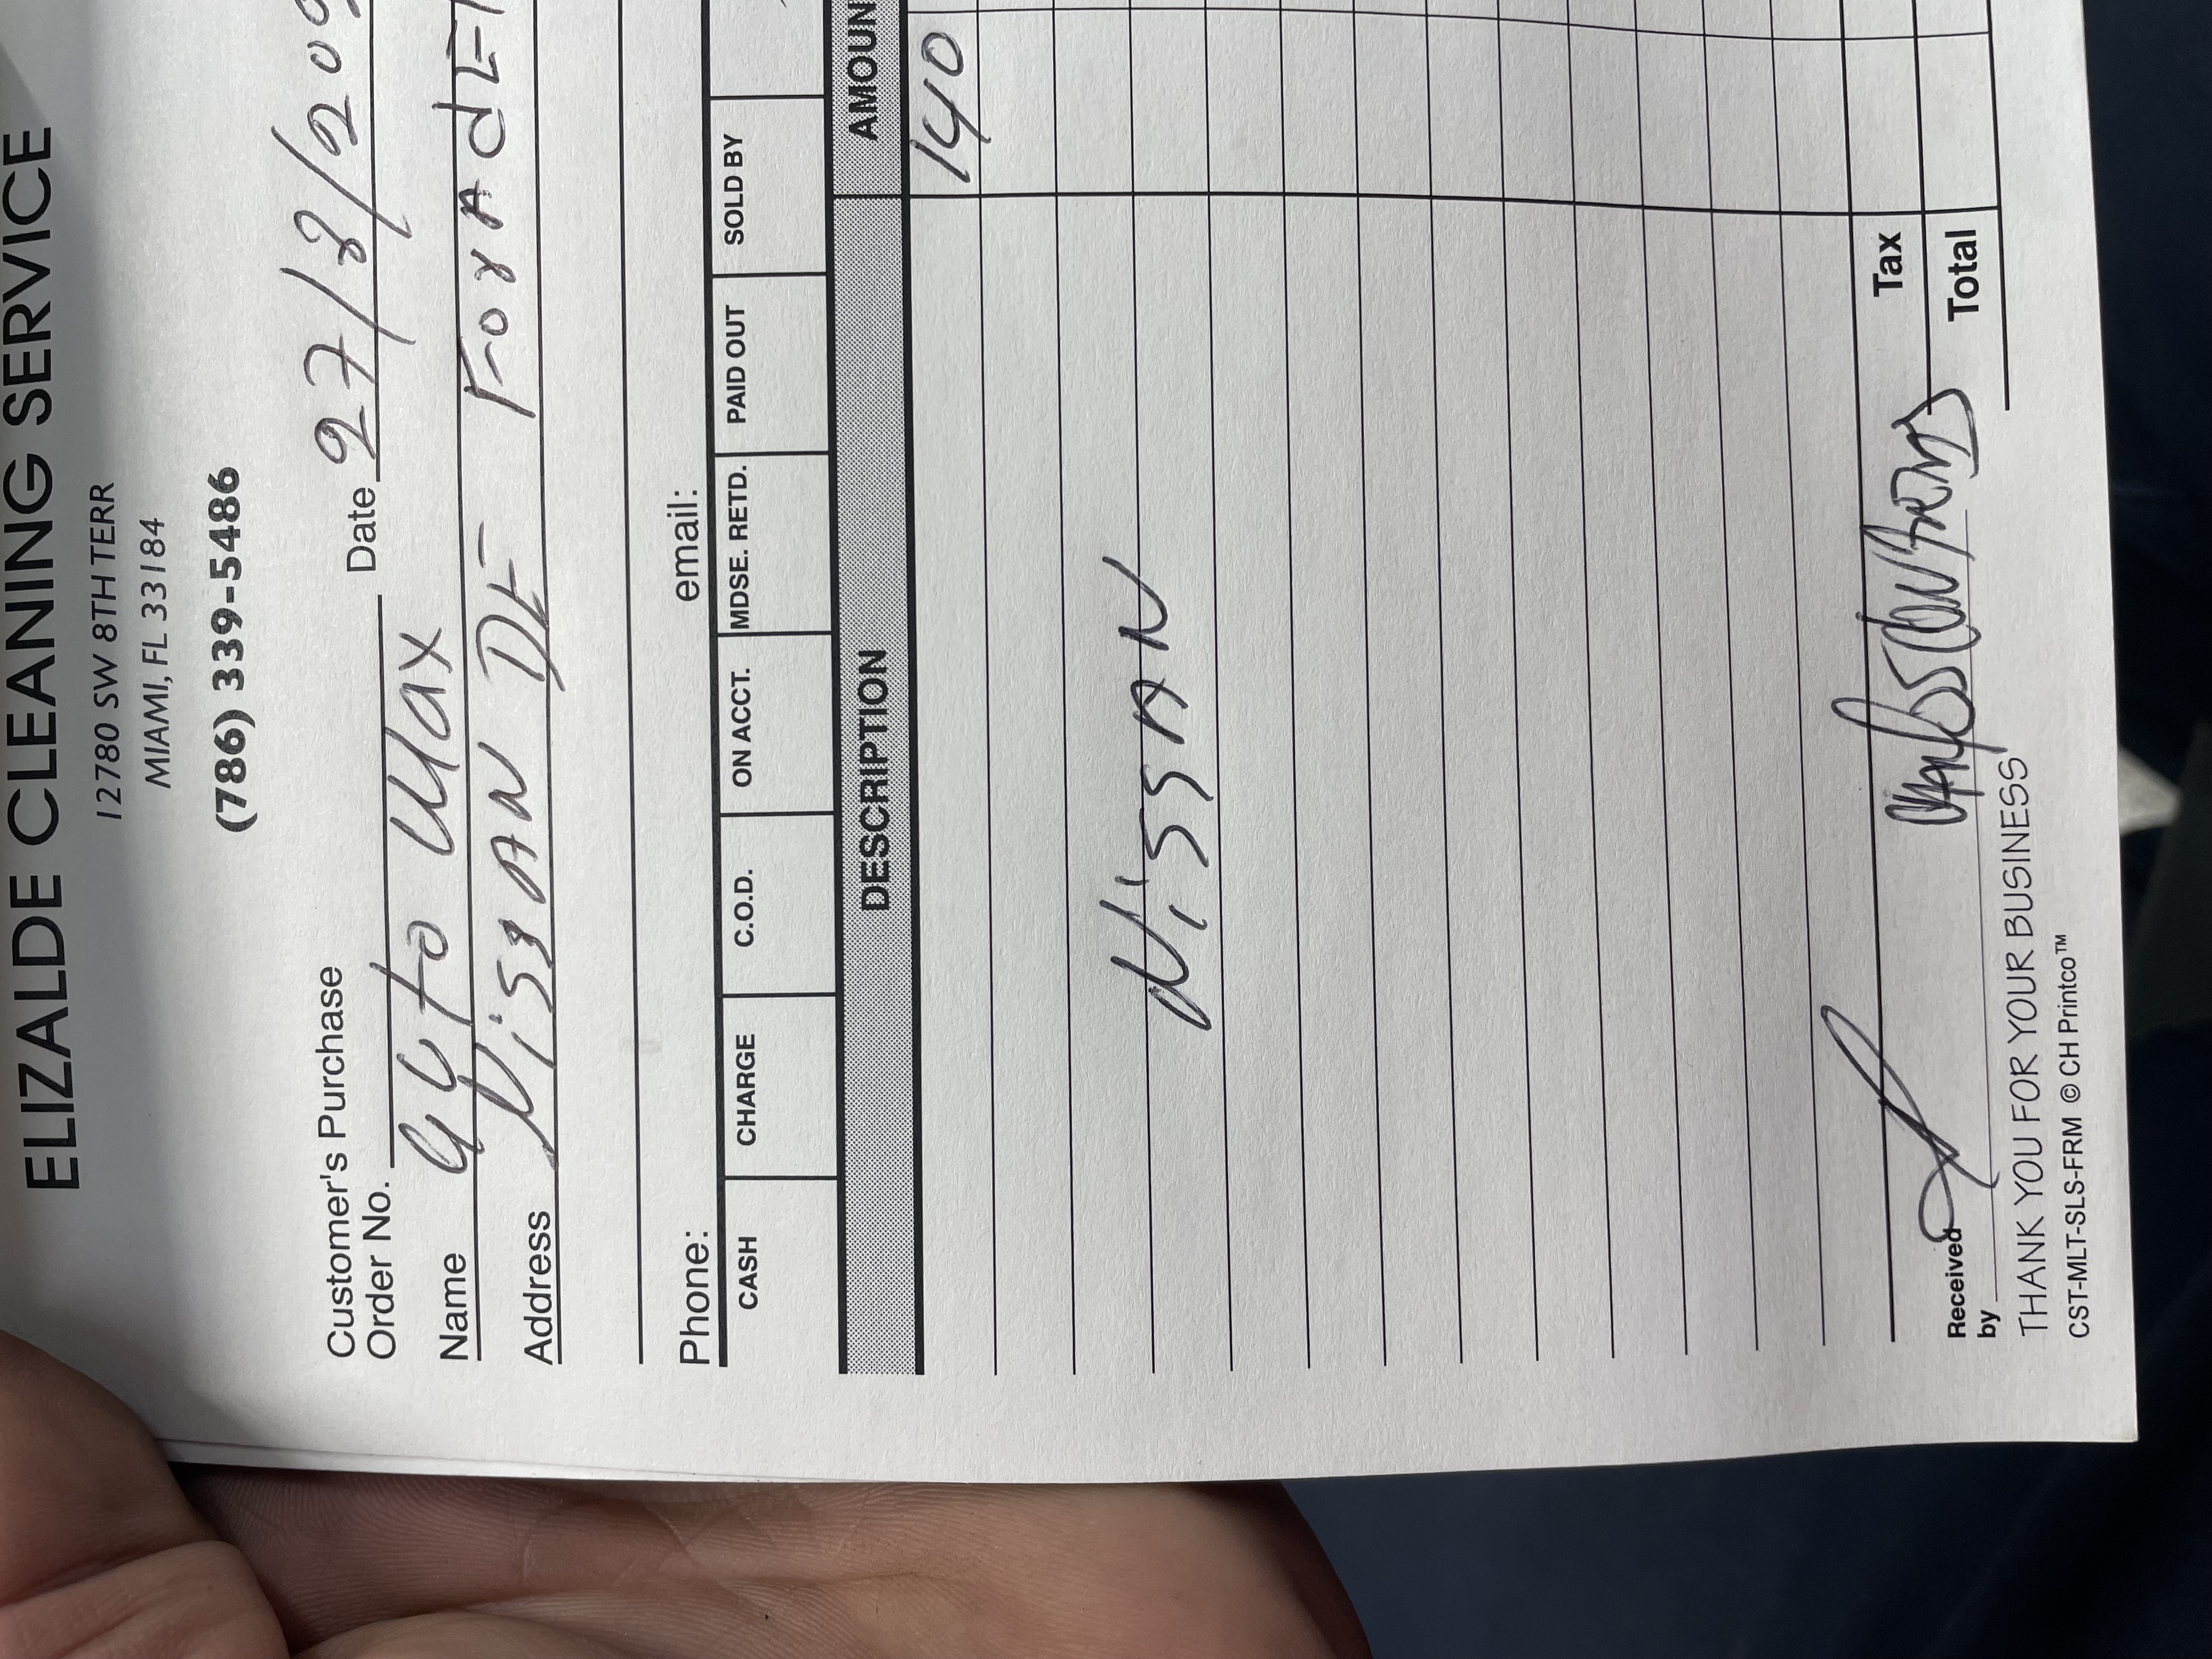 ELIZALDE CLEANING SERVICE
12780 SW 8TH TERR
MIAMI, FL 33184
(786) 339-5486
Customer's Purchase
Order No. Date 27/8/20
Name Auto Max
Address Nissan DE
Phone: email:
CASH CHARGE C.O.D. ON ACCT. MDSE. RETD. PAID OUT SOLD BY
DESCRIPTION AMOUN
140
NissAN
Tax
Received
by
Total
THANK YOU FOR YOUR BUSINESS
CST-MLT-SLS-FRM © CH Printco™